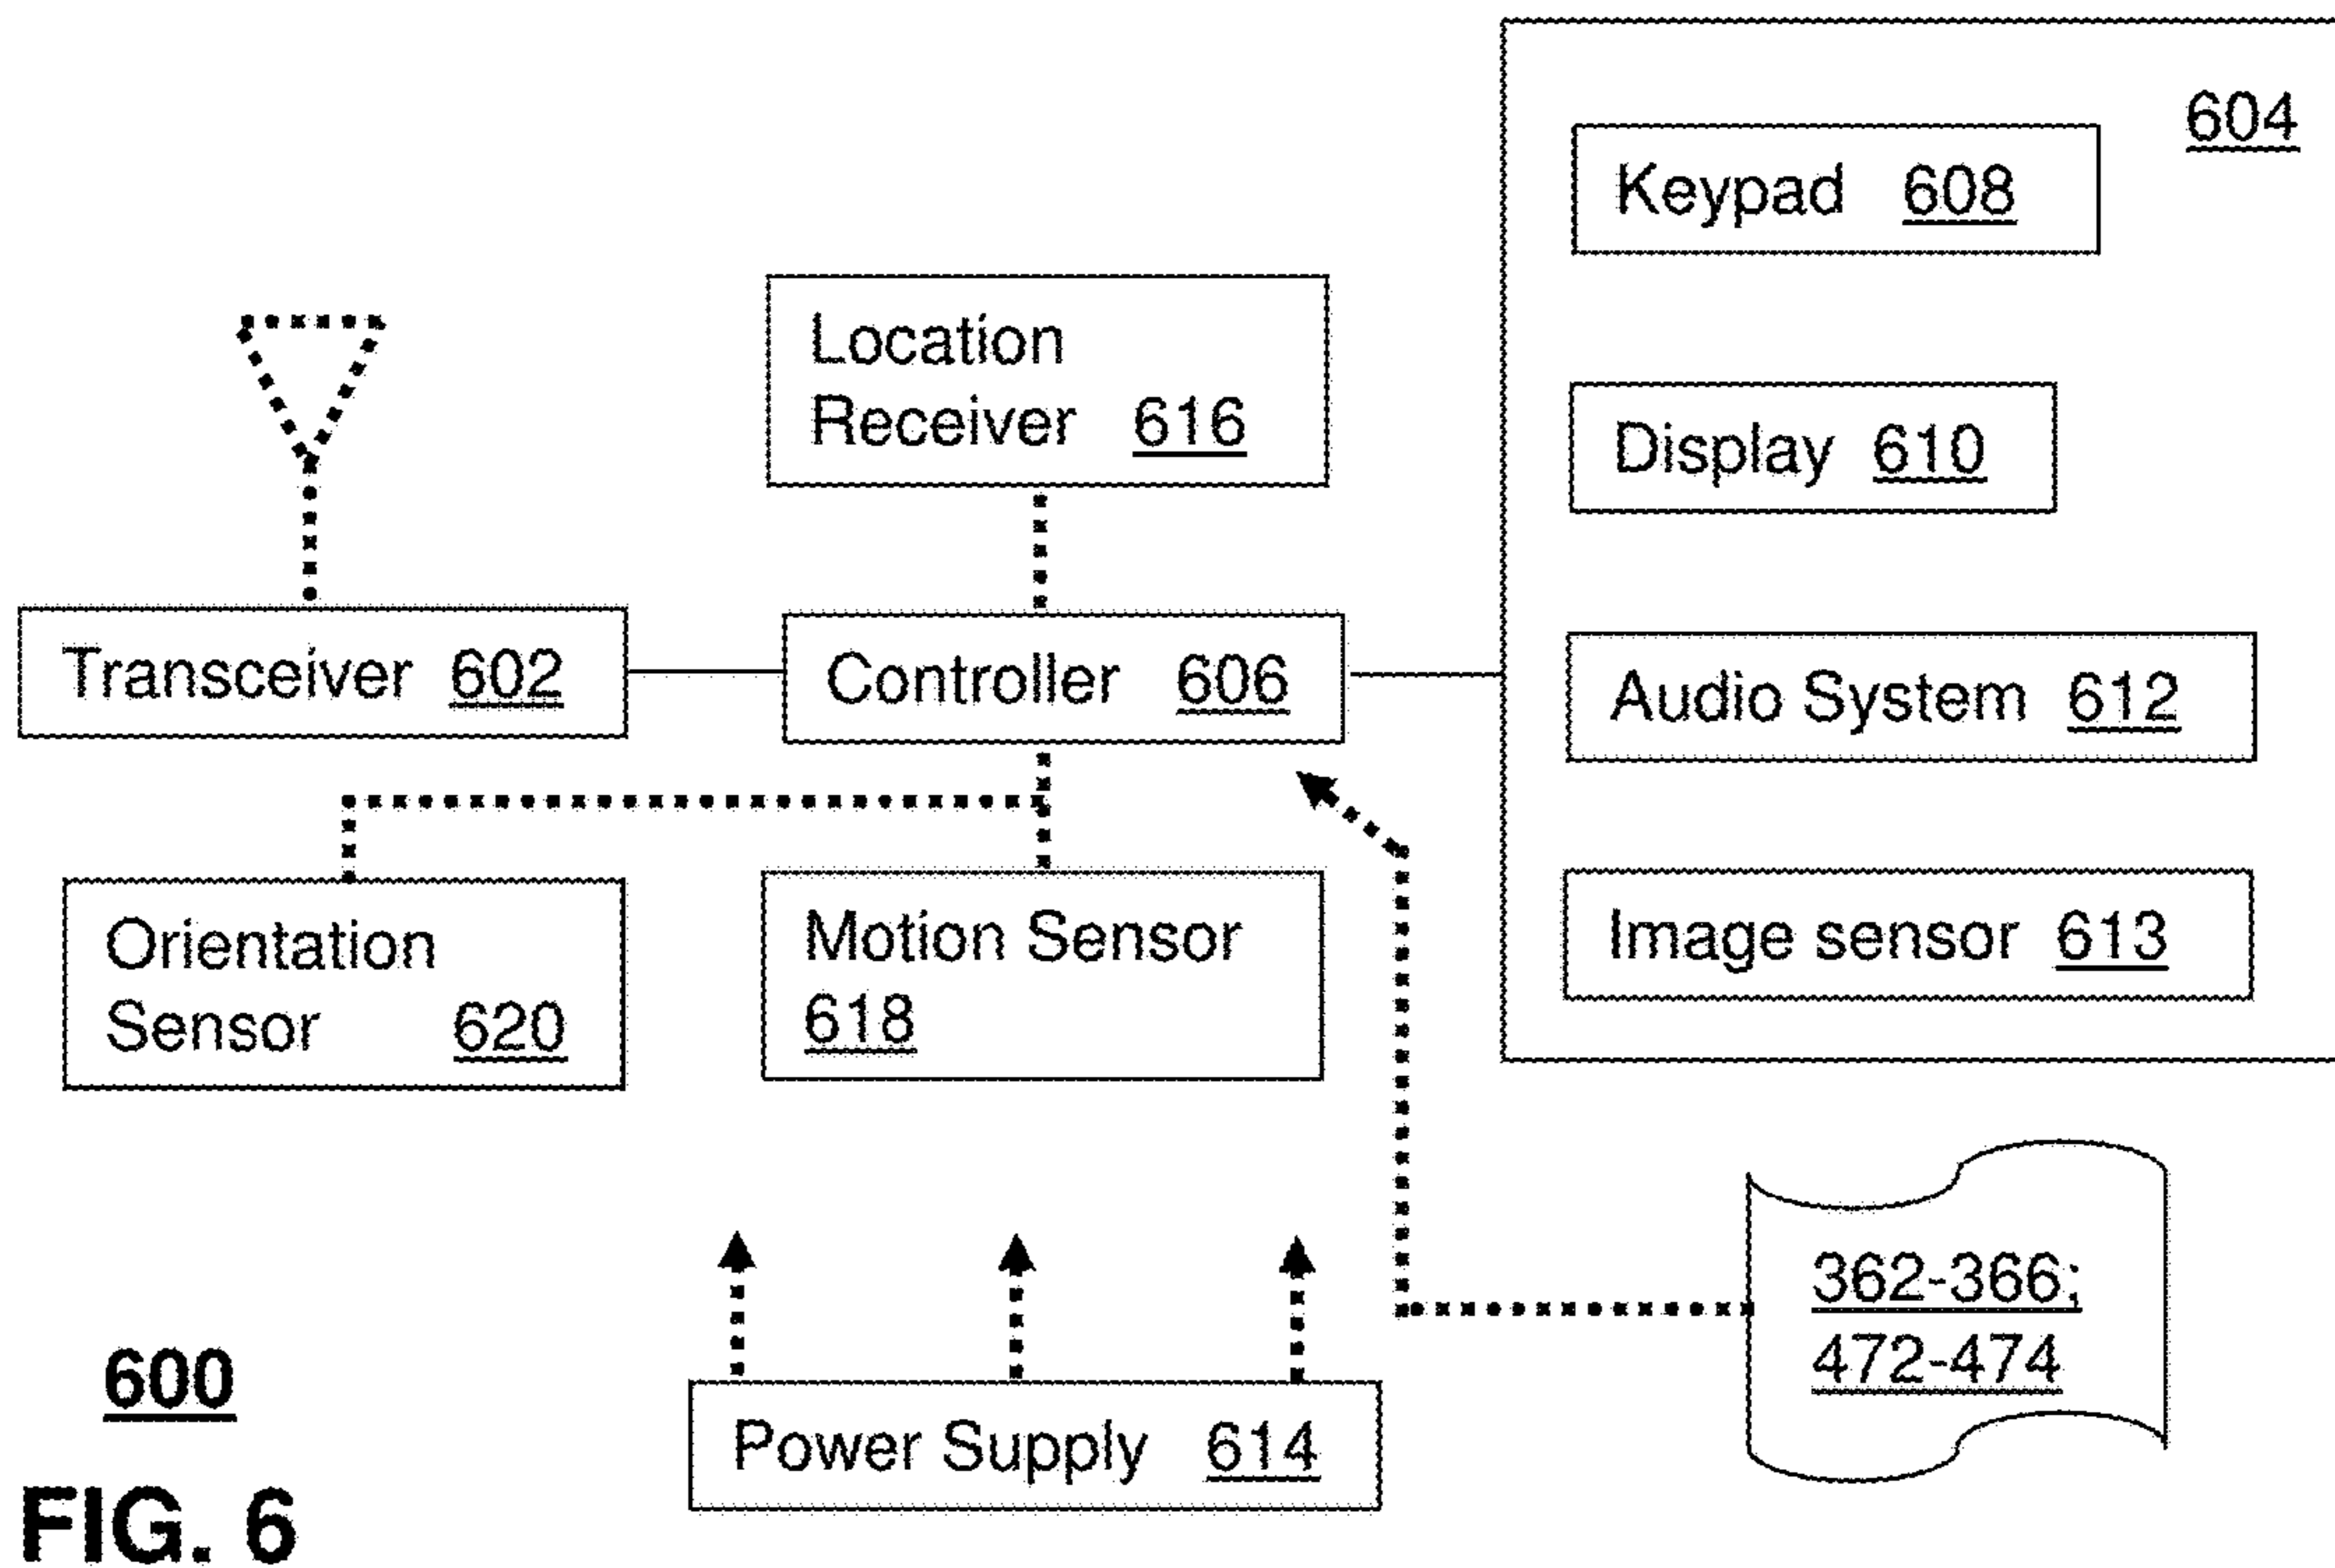 604
Keypad 608
Location
Receiver 616
Display 610
Transceiver 602
Controller 606
Audio System 612
Orientation
Sensor 620
Motion Sensor
618
Image sensor 613
362-366;
472-474
600
Power Supply 614
FIG. 6